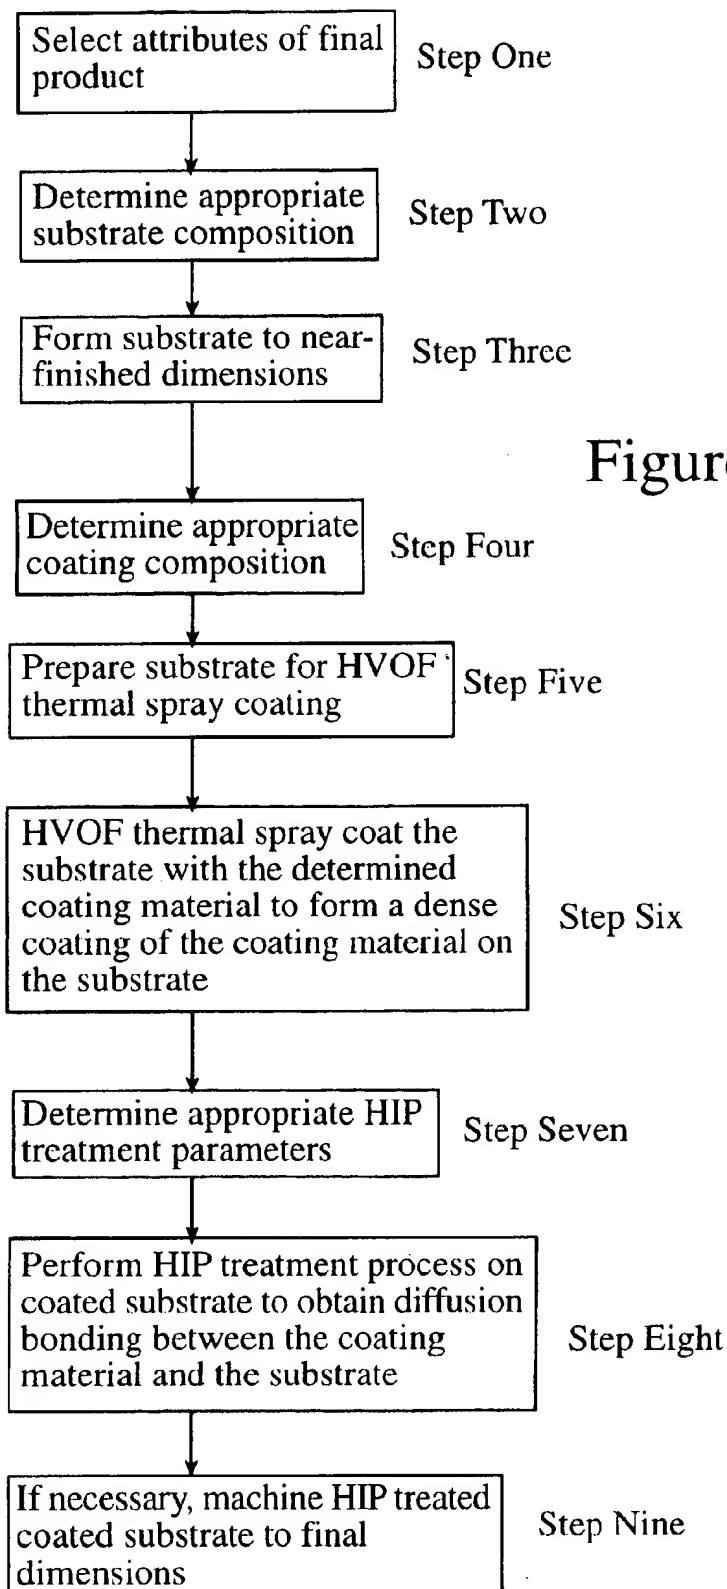 Select attributes of final
product
Step One
Determine appropriate
substrate composition
Step Two
Form substrate to near-
finished dimensions
Step Three
Figure
Determine appropriate
coating composition
Step Four
Prepare substrate for HVOF
thermal spray coating
Step Five
HVOF thermal spray coat the
substrate with the determined
coating material to form a dense
coating of the coating material on
the substrate
Step Six
Determine appropriate HIP
treatment parameters
Step Seven
Perform HIP treatment process on
coated substrate to obtain diffusion
bonding between the coating
material and the substrate
Step Eight
If necessary, machine HIP treated
coated substrate to final
dimensions
Step Nine